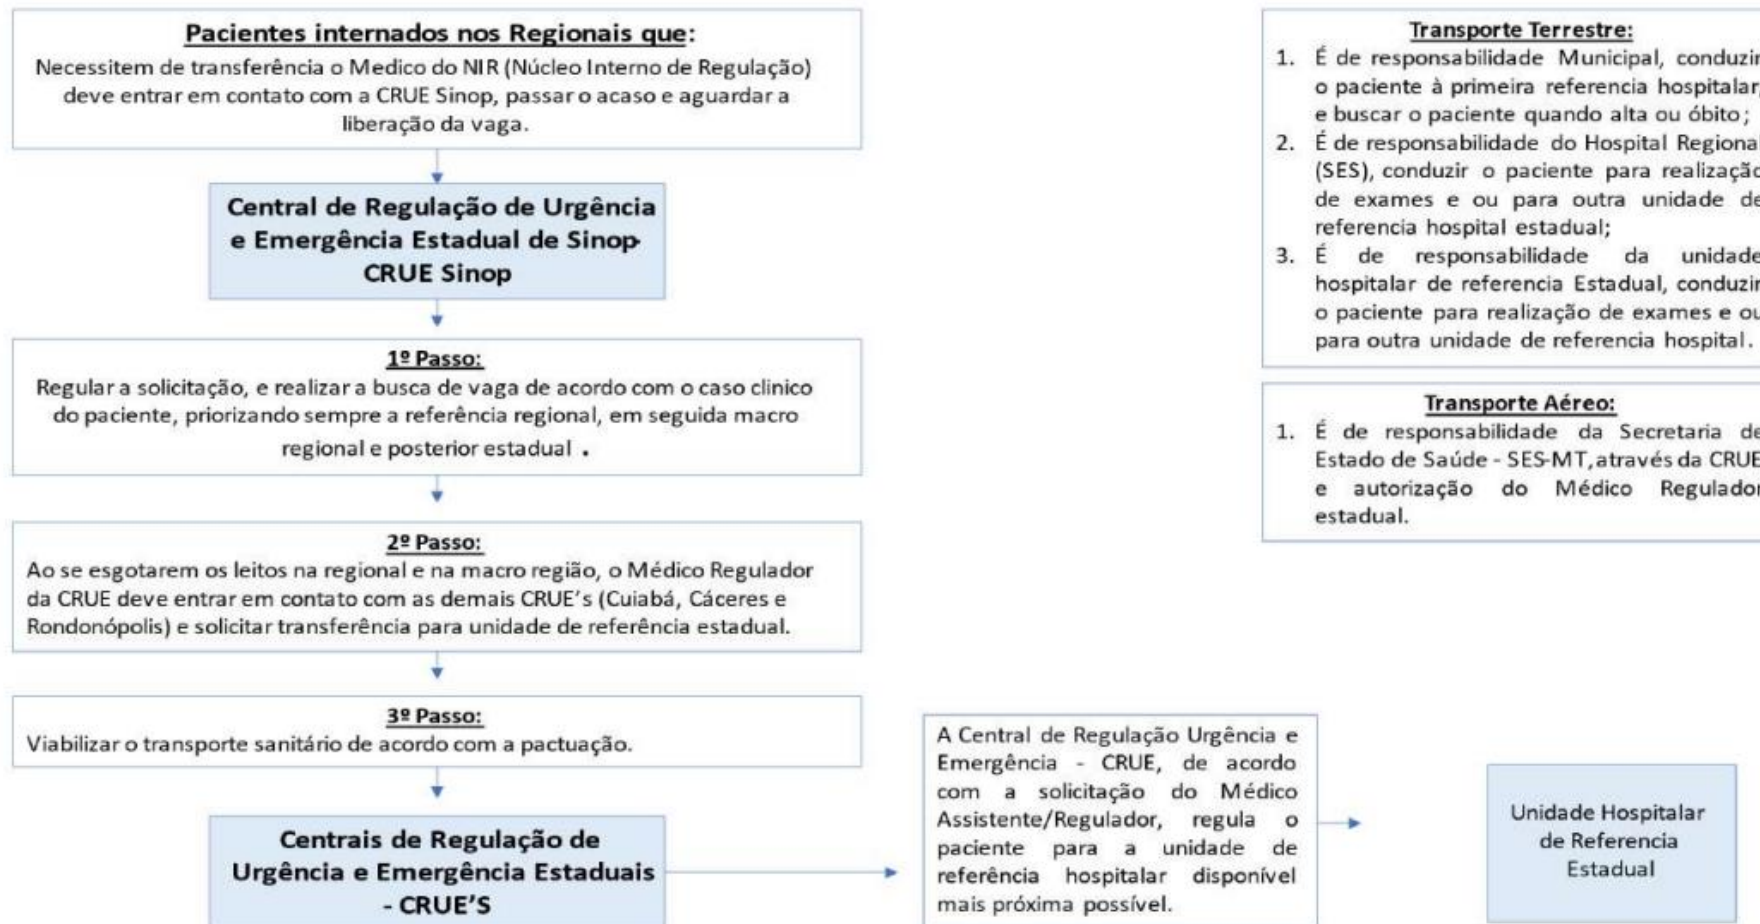 Pacientes internados nos Regionais que:
Necessitem de transferência o Medico do NIR (Núcleo Interno de Regulação)
deve entrar em contato com a CRUE Sinop, passar o acaso e aguardar a
liberação da vaga.
Central de Regulação de Urgência
e Emergência Estadual de Sinop-
CRUE Sinop
1º Passo:
Regular a solicitação, e realizar a busca de vaga de acordo com o caso clinico
do paciente, priorizando sempre a referência regional, em seguida macro
regional e posterior estadual .
2º Passo:
Ao se esgotarem os leitos na regional e na macro região, o Médico Regulador
da CRUE deve entrar em contato com as demais CRUE's (Cuiabá, Cáceres e
Rondonópolis) e solicitar transferência para unidade de referência estadual.
3º Passo:
Viabilizar o transporte sanitário de acordo com a pactuação.
Centrais de Regulação de
Urgência e Emergência Estaduais
- CRUE'S
A Central de Regulação Urgência e
Emergência - CRUE, de acordo
com a solicitação do Médico
Assistente/Regulador, regula o
paciente para a unidade de
referência hospitalar disponível
mais próxima possível.
Unidade Hospitalar
de Referencia
Estadual
Transporte Terrestre:
1. É de responsabilidade Municipal, conduzir
o paciente à primeira referencia hospitalar,
e buscar o paciente quando alta ou óbito;
2. É de responsabilidade do Hospital Regional
(SES), conduzir o paciente para realização
de exames e ou para outra unidade de
referencia hospital estadual;
3. É de responsabilidade da unidade
hospitalar de referencia Estadual, conduzir
o paciente para realização de exames e ou
para outra unidade de referencia hospital.
Transporte Aéreo:
1. É de responsabilidade da Secretaria de
Estado de Saúde - SES-MT, através da CRUE
e autorização do Médico Regulador
estadual.